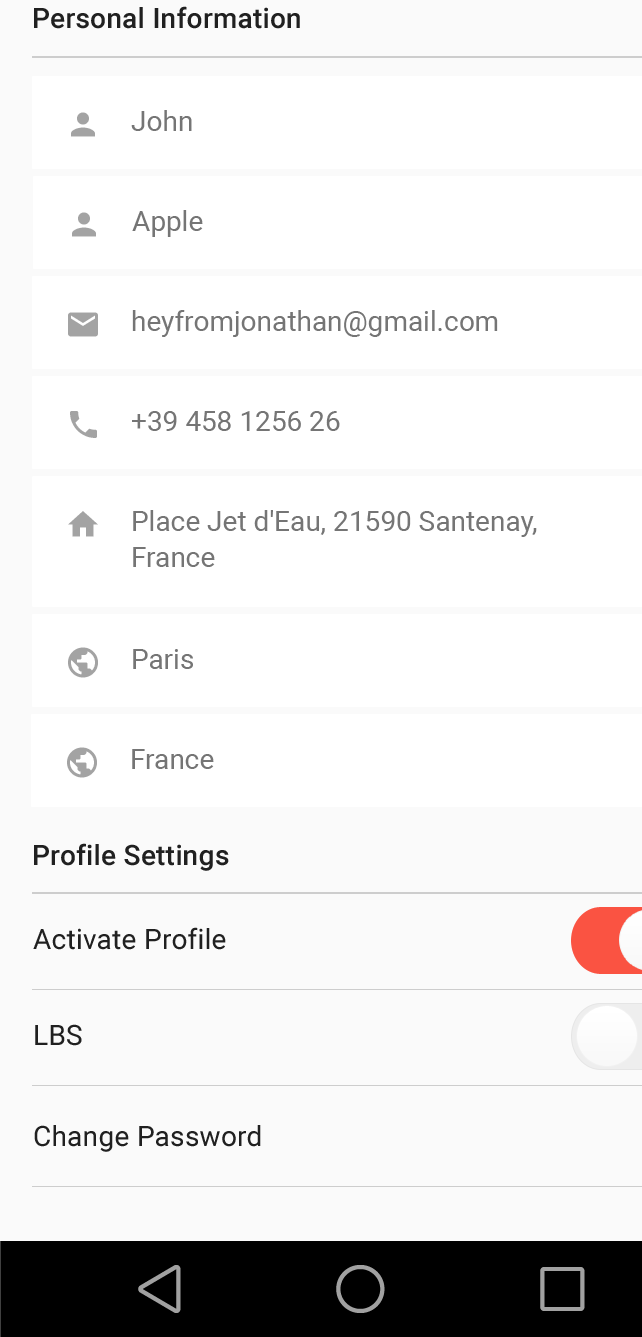 Personal Information
John
Apple
heyfromjonathan@gmail.com
+39 458 1256 26
Place Jet d'Eau, 21590 Santenay,
France
Paris
France
Profile Settings
Activate Profile
LBS
Change Password